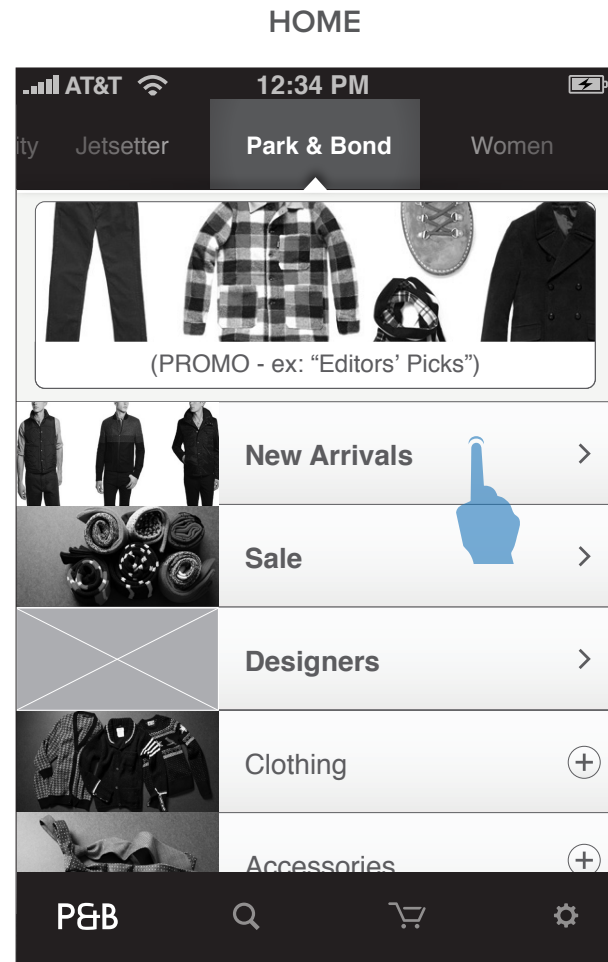 HOME
AT&T 12:34 PM
ity Jetsetter Park & Bond Women
(PROMO - ex: “Editors’ Picks”)
New Arrivals
Sale
Designers
Clothing
Accessories
P&B